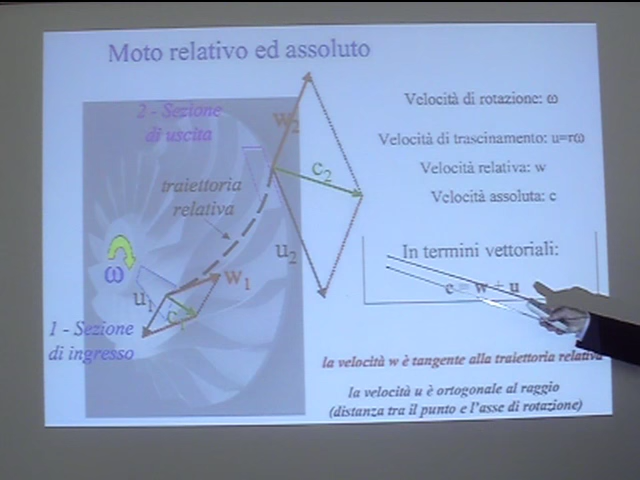 Moto relativo ed assoluto
2 - Sezione
di uscita
w2
c2
traiettoria
relativa
u2
ω
w1
u1
c1
1 - Sezione
di ingresso
Velocità di rotazione: ω
Velocità di trascinamento: u=rω
Velocità relativa: w
Velocità assoluta: c
In termini vettoriali:
c = w + u
la velocità w è tangente alla traiettoria relativa
la velocità u è ortogonale al raggio
(distanza tra il punto e l'asse di rotazione)